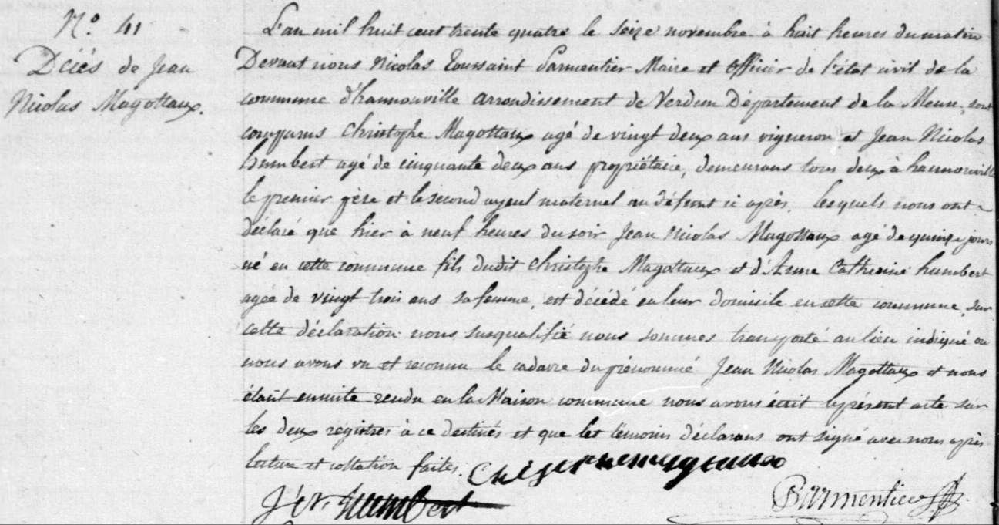 N° 41
Décès de Jean
Nicolas Magottaux.
L'an mil huit cent trente quatre le seize novembre à huit heures du matin
Devant nous Nicolas Toussaint Parmentier Maire et officier de l'état civil de la
commune d'hannonville arrondissement de Verdun Département de la Meuse, sont
comparus Christophe Magottaux agé de vingt deux ans vigneron et Jean Nicolas
humbert agé de cinquante deux ans propriétaire, demeurans tous deux à hannonville
le premier père et le second ayeul maternel au défunt ci après, lesquels nous ont
déclaré que hier à neuf heures du soir Jean Nicolas Magottaux agé de quinze jours
né en cette commune fils dudit Christophe Magottaux et d'Anne Catherine humbert
agée de vingt trois ans sa femme, est décédé en leur domicile en cette commune, sur
cette déclaration nous susqualifié nous sommes transporté au lieu indiqué ou
nous avons vu et reconnu le cadavre du prénommé Jean Nicolas Magottaux et nous
étant ensuite rendu en la Maison commune nous avons écrit le présent acte sur
les deux régistres à ce destinés et que les témoins déclarans ont signé avec nous après
lecture et collation faites
humbert
Parmentier